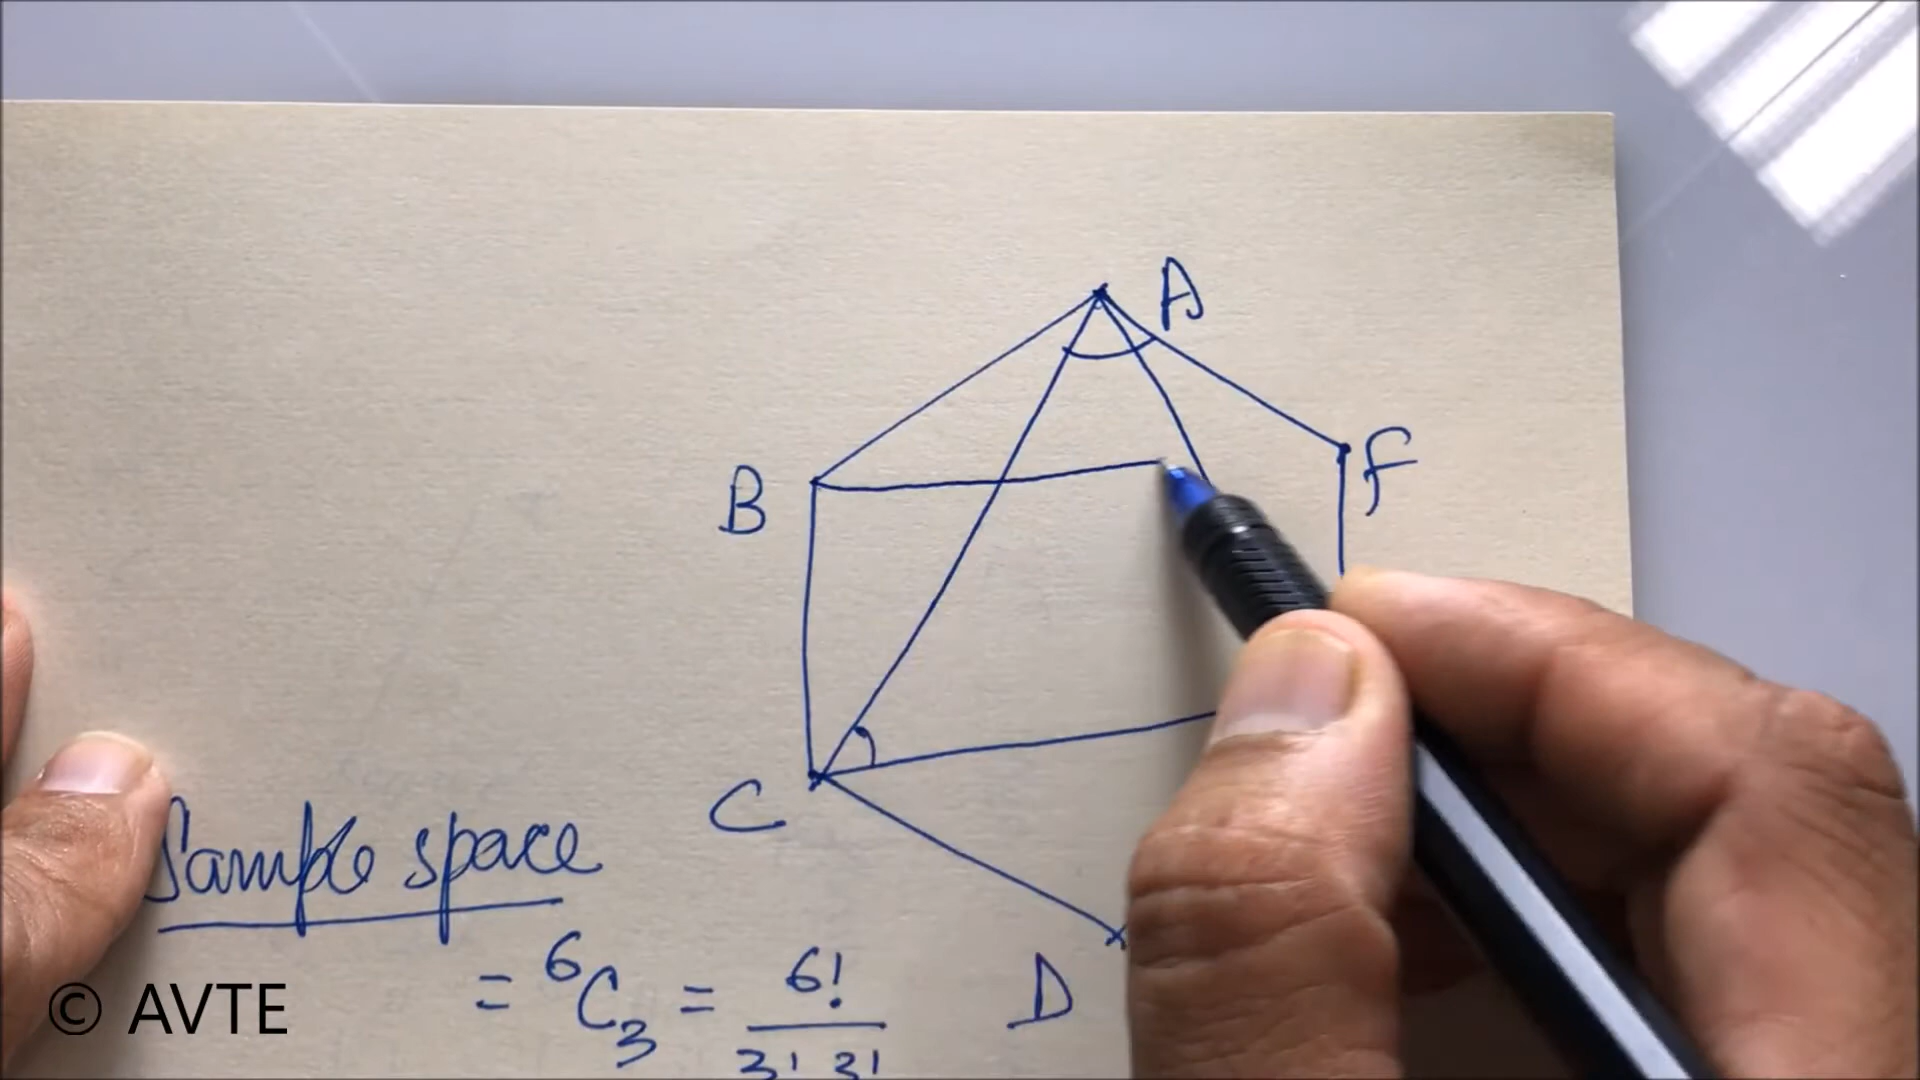 A
F
B
C
Sample space
= ⁶C₃ = 6! / 3! 3!
D
© AVTE